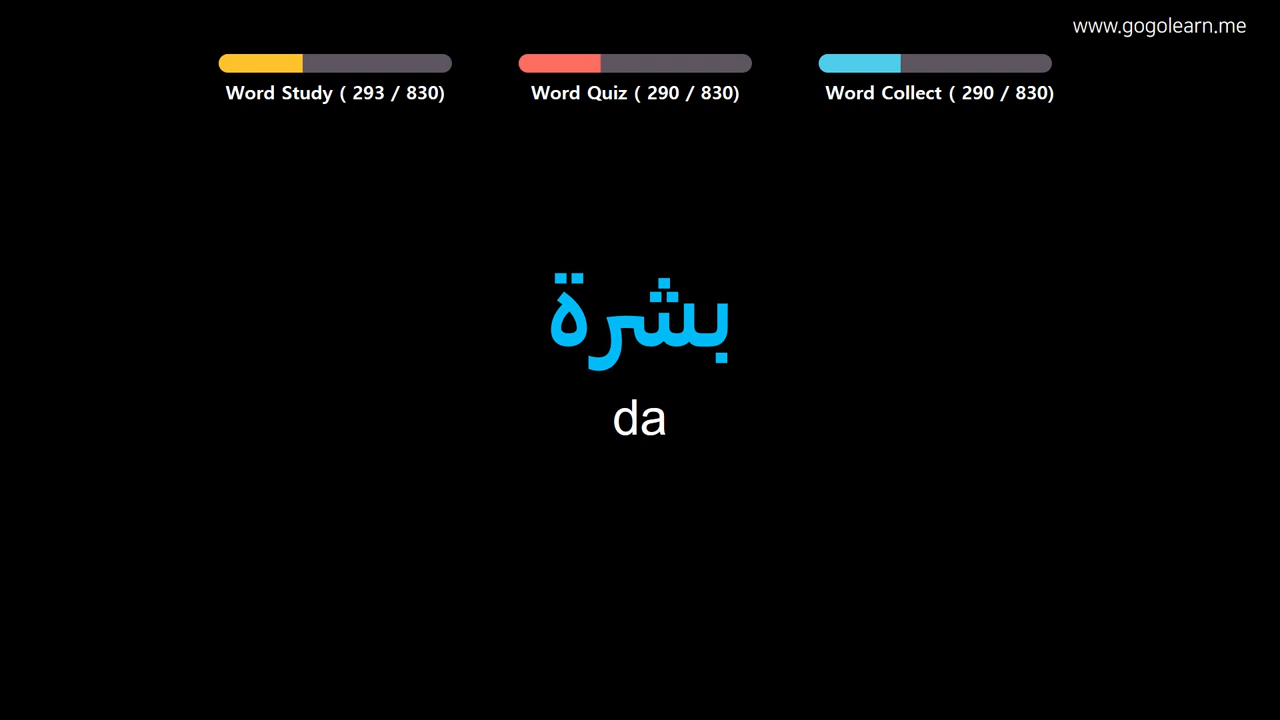 www.gogolearn.me
Word Study ( 293 / 830)
Word Quiz ( 290 / 830)
Word Collect ( 290 / 830)
بشرة
da